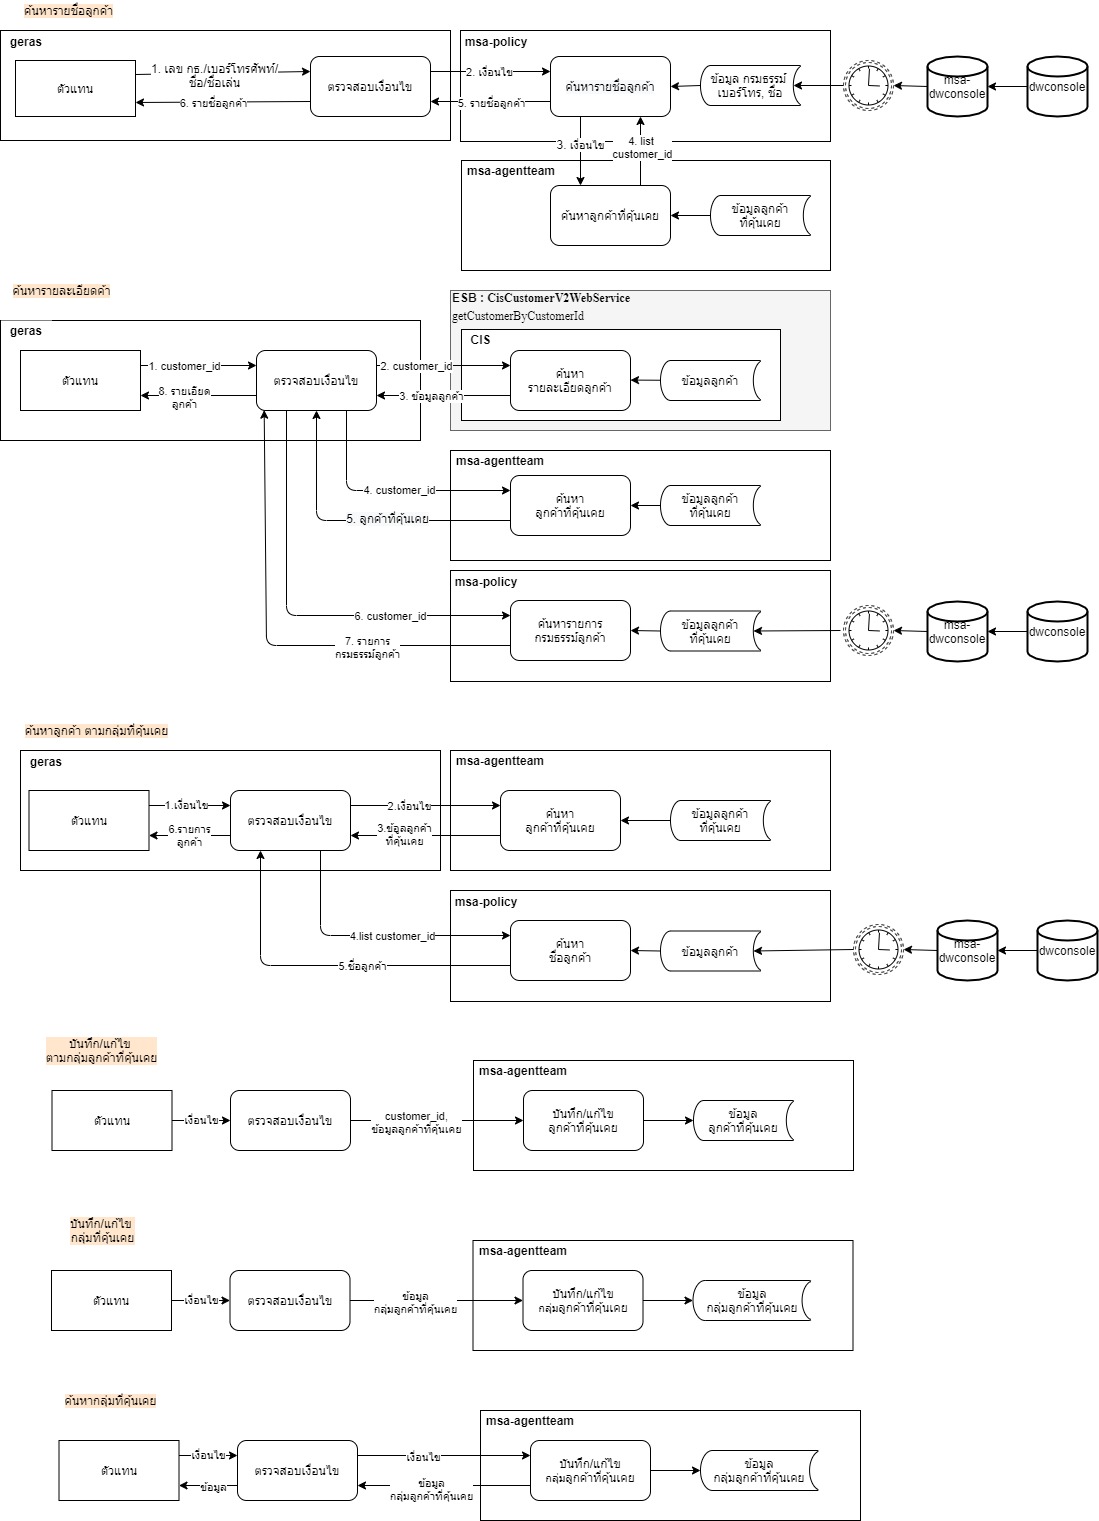 ค้นหารายชื่อลูกค้า
geras
ตัวแทน
1. เลข กธ./เบอร์โทรศัพท์/
ชื่อ/ชื่อเล่น
6. รายชื่อลูกค้า
ตรวจสอบเงื่อนไข
2. เงื่อนไข
5. รายชื่อลูกค้า
msa-policy
ค้นหารายชื่อลูกค้า
ข้อมูล กรมธรรม์
เบอร์โทร, ชื่อ
msa-
dwconsole
dwconsole
3. เงื่อนไข
4. list
customer_id
msa-agentteam
ค้นหาลูกค้าที่คุ้นเคย
ข้อมูลลูกค้า
ที่คุ้นเคย
ค้นหารายละเอียดค้า
geras
ตัวแทน
1. customer_id
8. รายเอียด
ลูกค้า
ตรวจสอบเงื่อนไข
2. customer_id
3. ข้อมูลลูกค้า
ESB : CisCustomerV2WebService
getCustomerByCustomerId
CIS
ค้นหา
รายละเอียดลูกค้า
ข้อมูลลูกค้า
msa-agentteam
4. customer_id
5. ลูกค้าที่คุ้นเคย
ค้นหา
ลูกค้าที่คุ้นเคย
ข้อมูลลูกค้า
ที่คุ้นเคย
msa-policy
6. customer_id
7. รายการ
กรมธรรม์ลูกค้า
ค้นหารายการ
กรมธรรม์ลูกค้า
ข้อมูลลูกค้า
ที่คุ้นเคย
msa-
dwconsole
dwconsole
ค้นหาลูกค้า ตามกลุ่มที่คุ้นเคย
geras
ตัวแทน
1.เงื่อนไข
6.รายการ
ลูกค้า
ตรวจสอบเงื่อนไข
2.เงื่อนไข
3.ข้อูลลูกค้า
ที่คุ้นเคย
msa-agentteam
ค้นหา
ลูกค้าที่คุ้นเคย
ข้อมูลลูกค้า
ที่คุ้นเคย
msa-policy
4.list customer_id
5.ชื่อลูกค้า
ค้นหา
ชื่อลูกค้า
ข้อมูลลูกค้า
msa-
dwconsole
dwconsole
บันทึก/แก้ไข
ตามกลุ่มลูกค้าที่คุ้นเคย
ตัวแทน
เงื่อนไข
ตรวจสอบเงื่อนไข
customer_id,
ข้อมูลลูกค้าที่คุ้นเคย
msa-agentteam
บันทึก/แก้ไข
ลูกค้าที่คุ้นเคย
ข้อมูล
ลูกค้าที่คุ้นเคย
บันทึก/แก้ไข
กลุ่มที่คุ้นเคย
ตัวแทน
เงื่อนไข
ตรวจสอบเงื่อนไข
ข้อมูล
กลุ่มลูกค้าที่คุ้นเคย
msa-agentteam
บันทึก/แก้ไข
กลุ่มลูกค้าที่คุ้นเคย
ข้อมูล
กลุ่มลูกค้าที่คุ้นเคย
ค้นหากลุ่มที่คุ้นเคย
ตัวแทน
เงื่อนไข
ข้อมูล
ตรวจสอบเงื่อนไข
เงื่อนไข
ข้อมูล
กลุ่มลูกค้าที่คุ้นเคย
msa-agentteam
บันทึก/แก้ไข
กลุ่มลูกค้าที่คุ้นเคย
ข้อมูล
กลุ่มลูกค้าที่คุ้นเคย